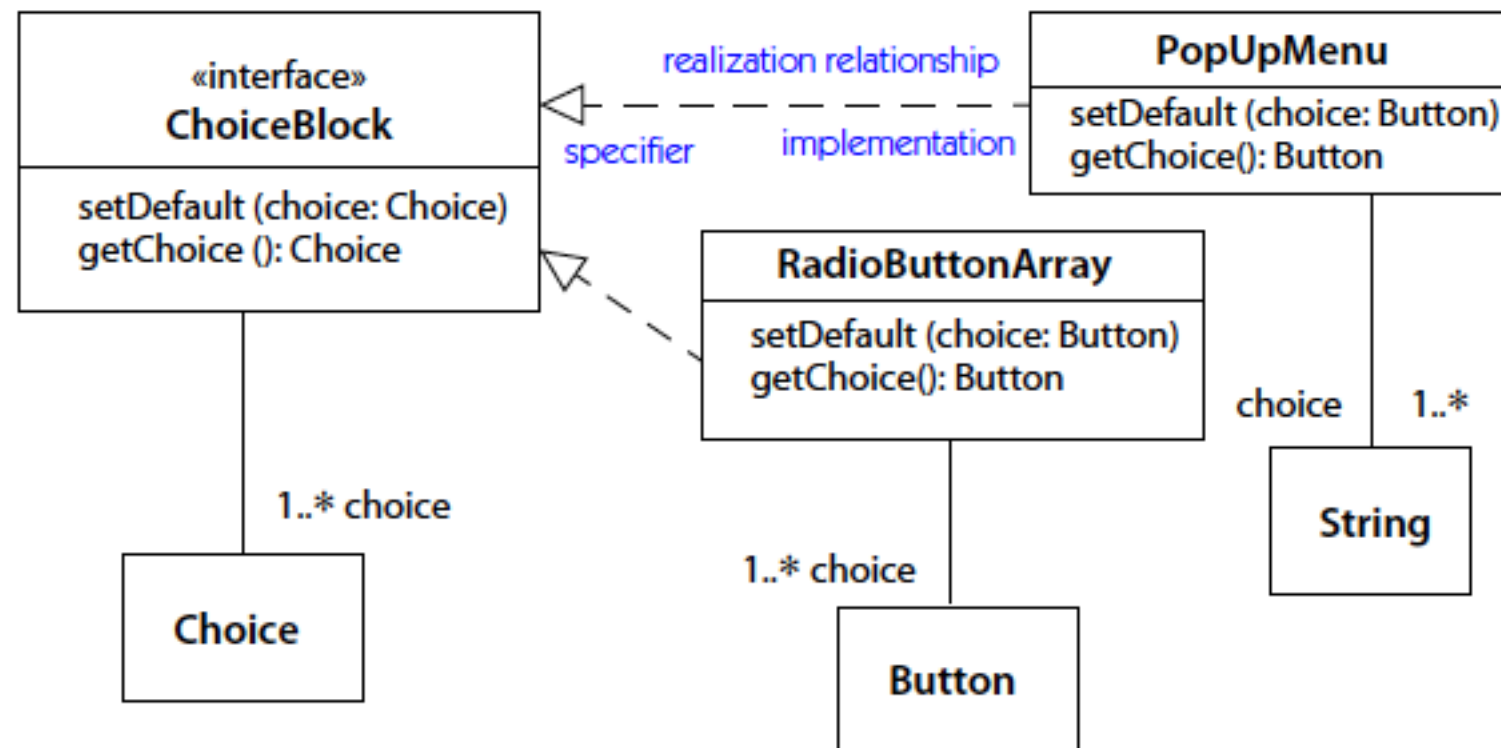 «interface»
ChoiceBlock
setDefault (choice: Choice)
getChoice (): Choice
realization relationship
specifier
implementation
PopUpMenu
setDefault (choice: Button)
getChoice(): Button
RadioButtonArray
setDefault (choice: Button)
getChoice(): Button
choice 1..*
String
1..* choice
Choice
1..* choice
Button